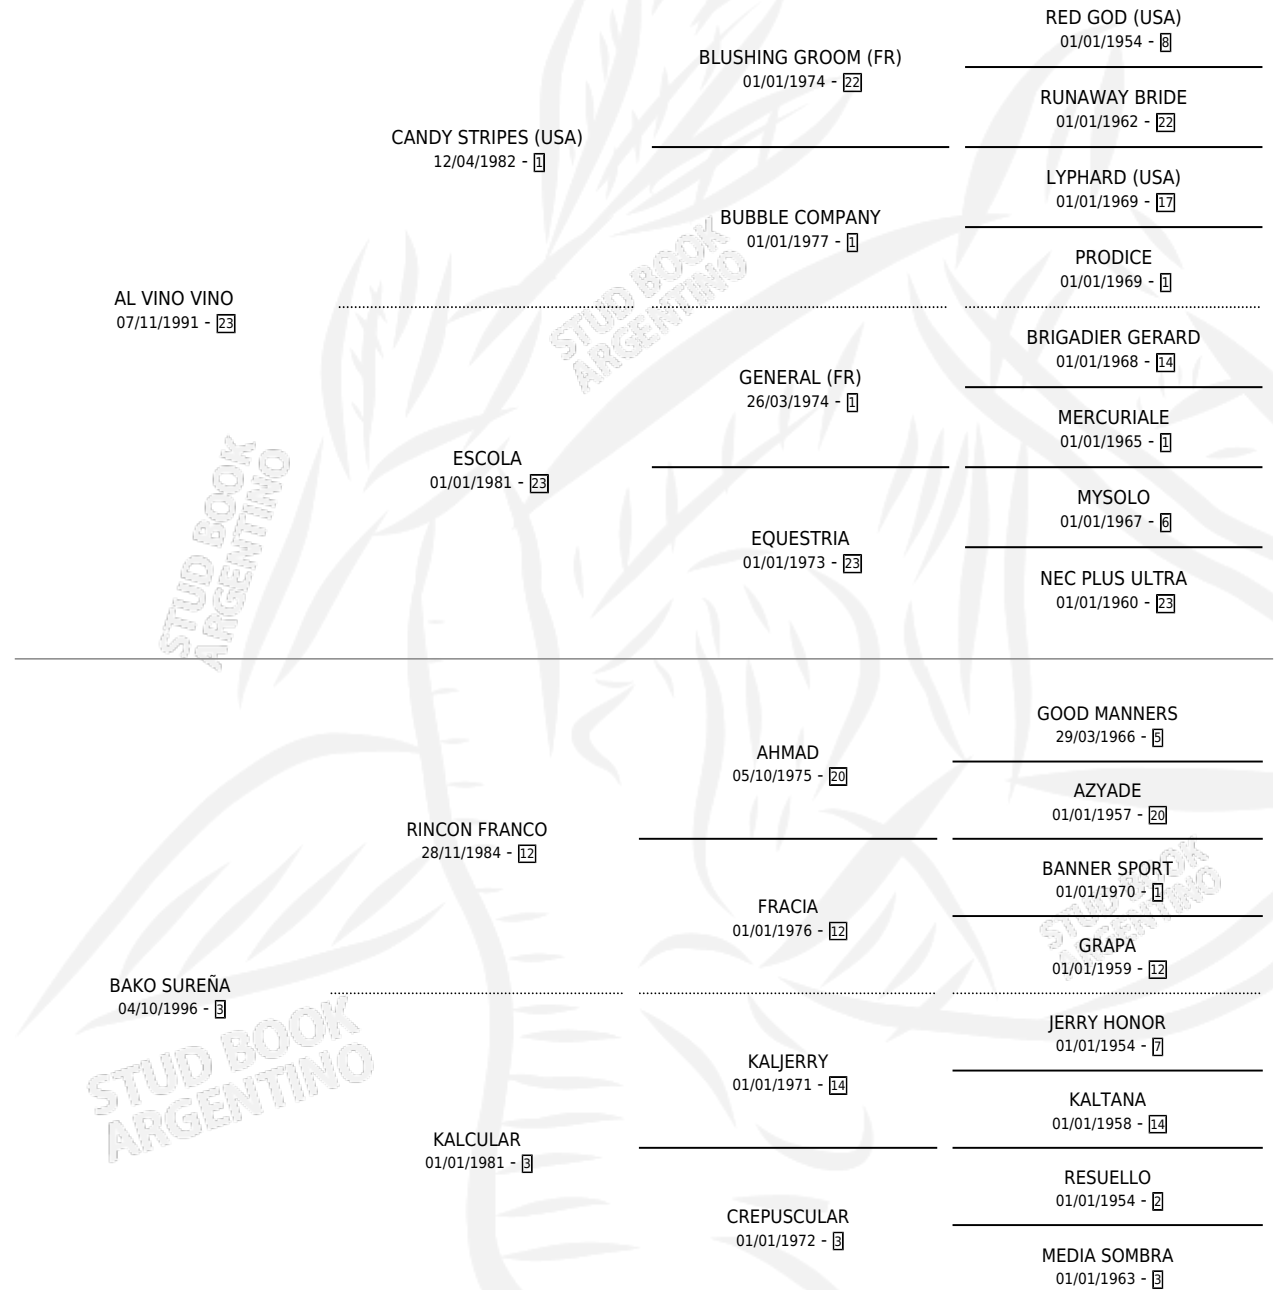 RED GOD (USA)
01/01/1954 - 8
BLUSHING GROOM (FR)
01/01/1974 - 22
RUNAWAY BRIDE
01/01/1962 - 22
CANDY STRIPES (USA)
12/04/1982 - 1
LYPHARD (USA)
01/01/1969 - 17
BUBBLE COMPANY
01/01/1977 - 1
PRODICE
01/01/1969 - 1
AL VINO VINO
07/11/1991 - 23
BRIGADIER GERARD
01/01/1968 - 14
GENERAL (FR)
26/03/1974 - 1
MERCURIALE
01/01/1965 - 1
ESCOLA
01/01/1981 - 23
MYSOLO
01/01/1967 - 6
EQUESTRIA
01/01/1973 - 23
NEC PLUS ULTRA
01/01/1960 - 23
GOOD MANNERS
29/03/1966 - 5
AHMAD
05/10/1975 - 20
AZYADE
01/01/1957 - 20
RINCON FRANCO
28/11/1984 - 12
BANNER SPORT
01/01/1970 - 1
FRACIA
01/01/1976 - 12
GRAPA
01/01/1959 - 12
BAKO SUREÑA
04/10/1996 - 3
JERRY HONOR
01/01/1954 - 7
KALJERRY
01/01/1971 - 14
KALTANA
01/01/1958 - 14
KALCULAR
01/01/1981 - 3
RESUELLO
01/01/1954 - 2
CREPUSCULAR
01/01/1972 - 3
MEDIA SOMBRA
01/01/1963 - 3
STUD BOOK
ARGENTINO
STUD BOOK
ARGENTINO
STUD BOOK
ARGENTINO
STUD BOOK
ARGENTINO